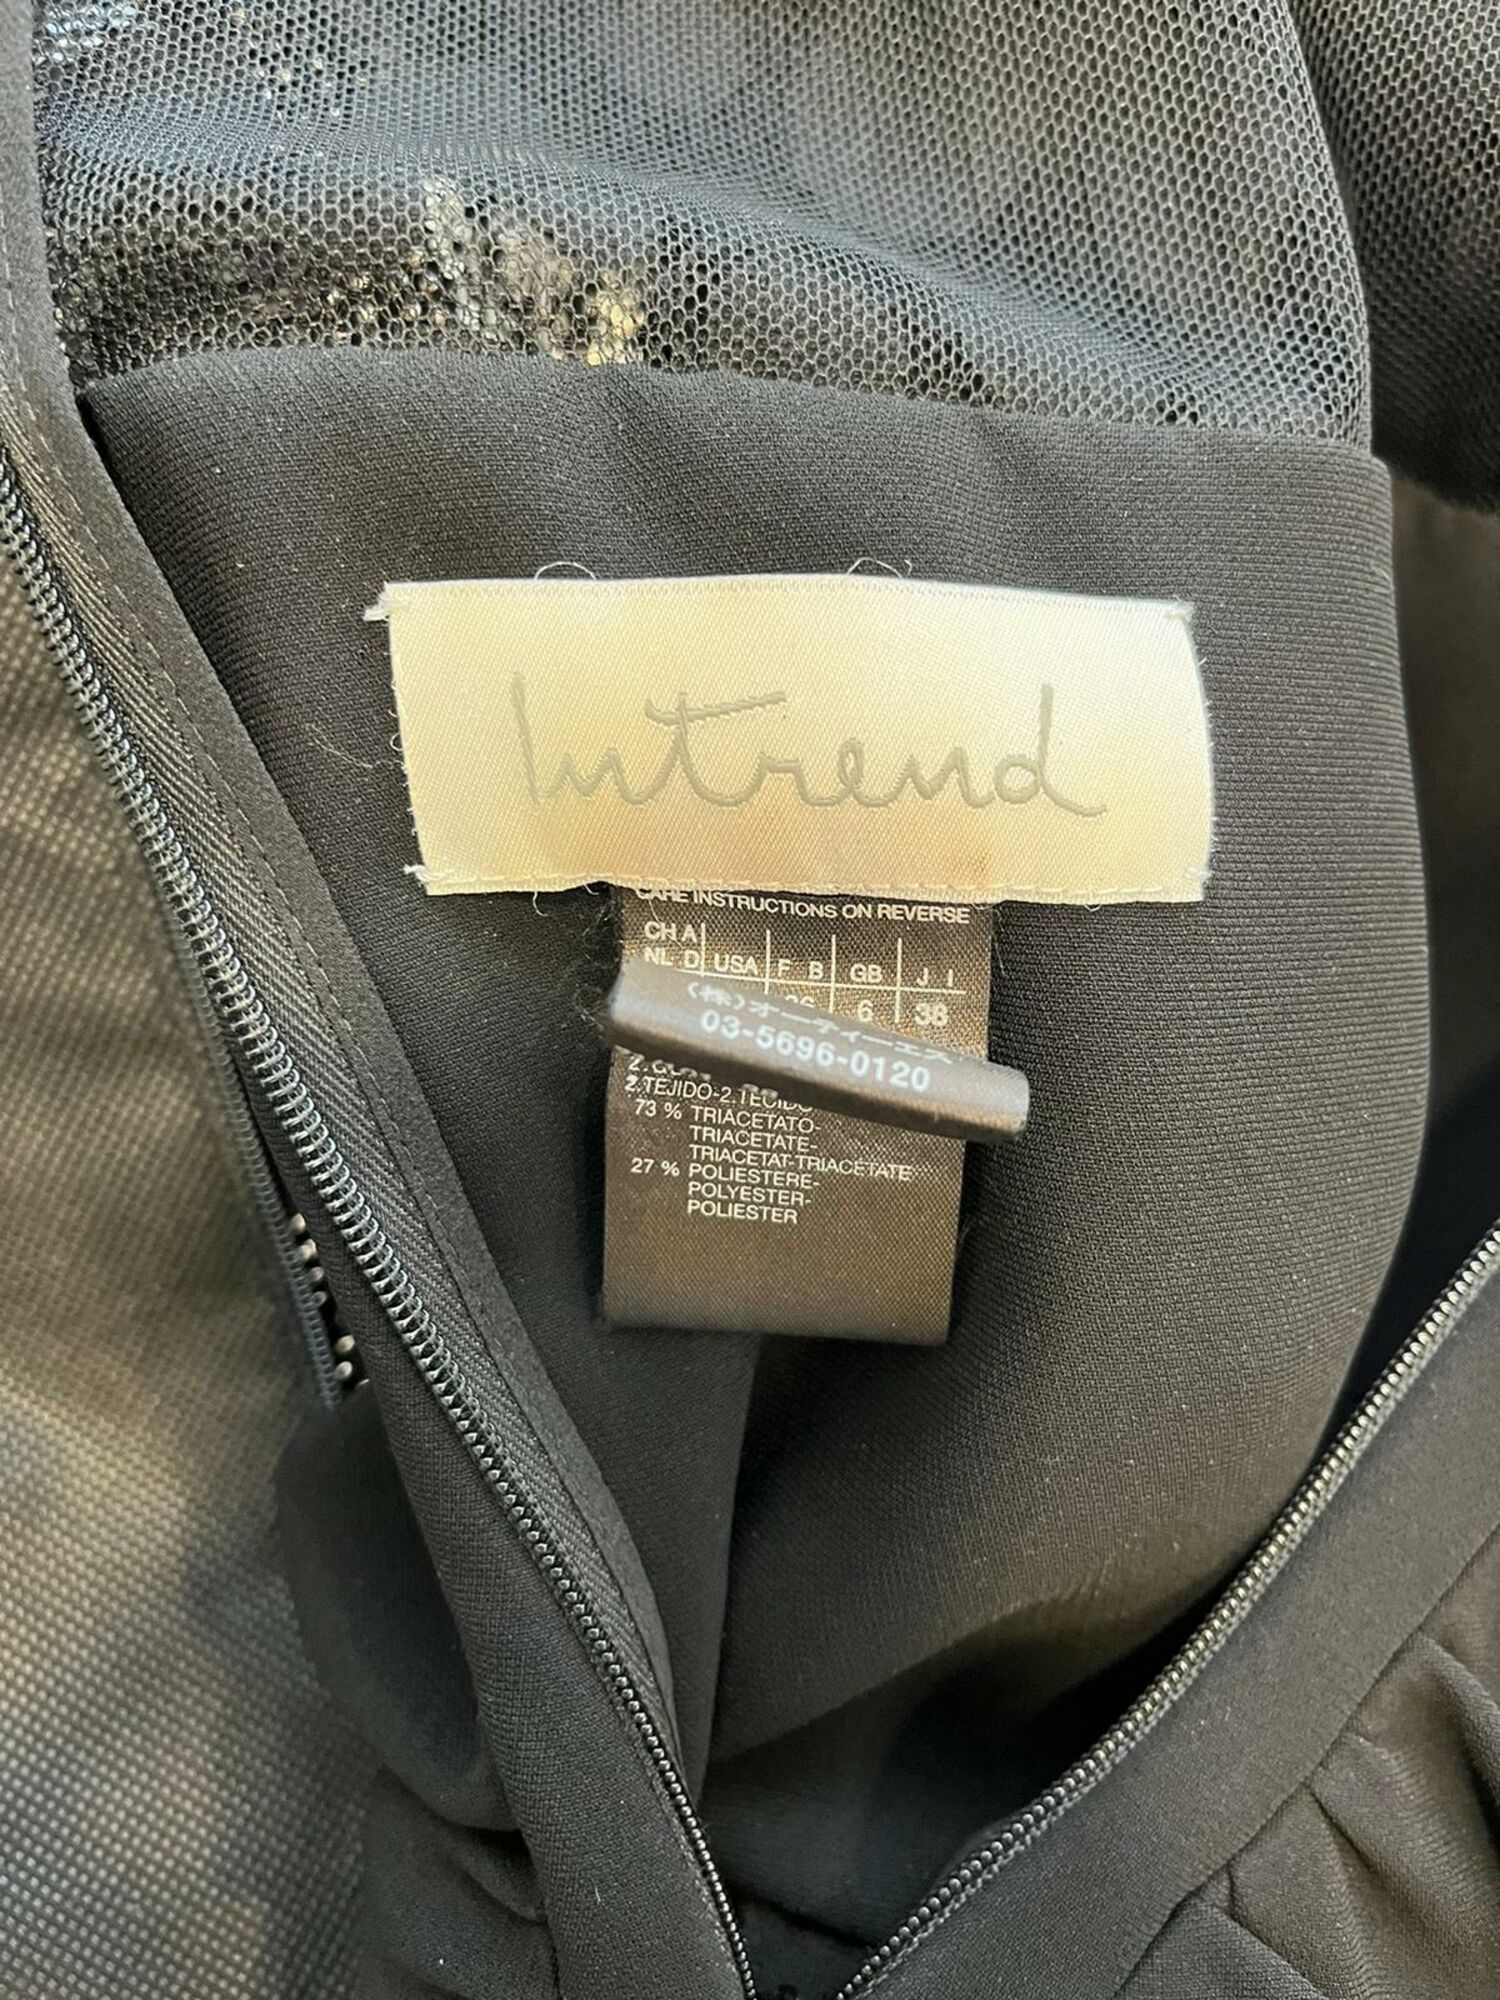 Intrend
CARE INSTRUCTIONS ON REVERSE
CH A
NL D USA F B GB J I
6 38
(株)オーティーエス
03-5696-0120
2.TEJIDO-2.TECIDO
73 % TRIACETATO-
TRIACETATE-
TRIACETAT-TRIACÉTATE
27 % POLIESTERE-
POLYESTER-
POLIESTER